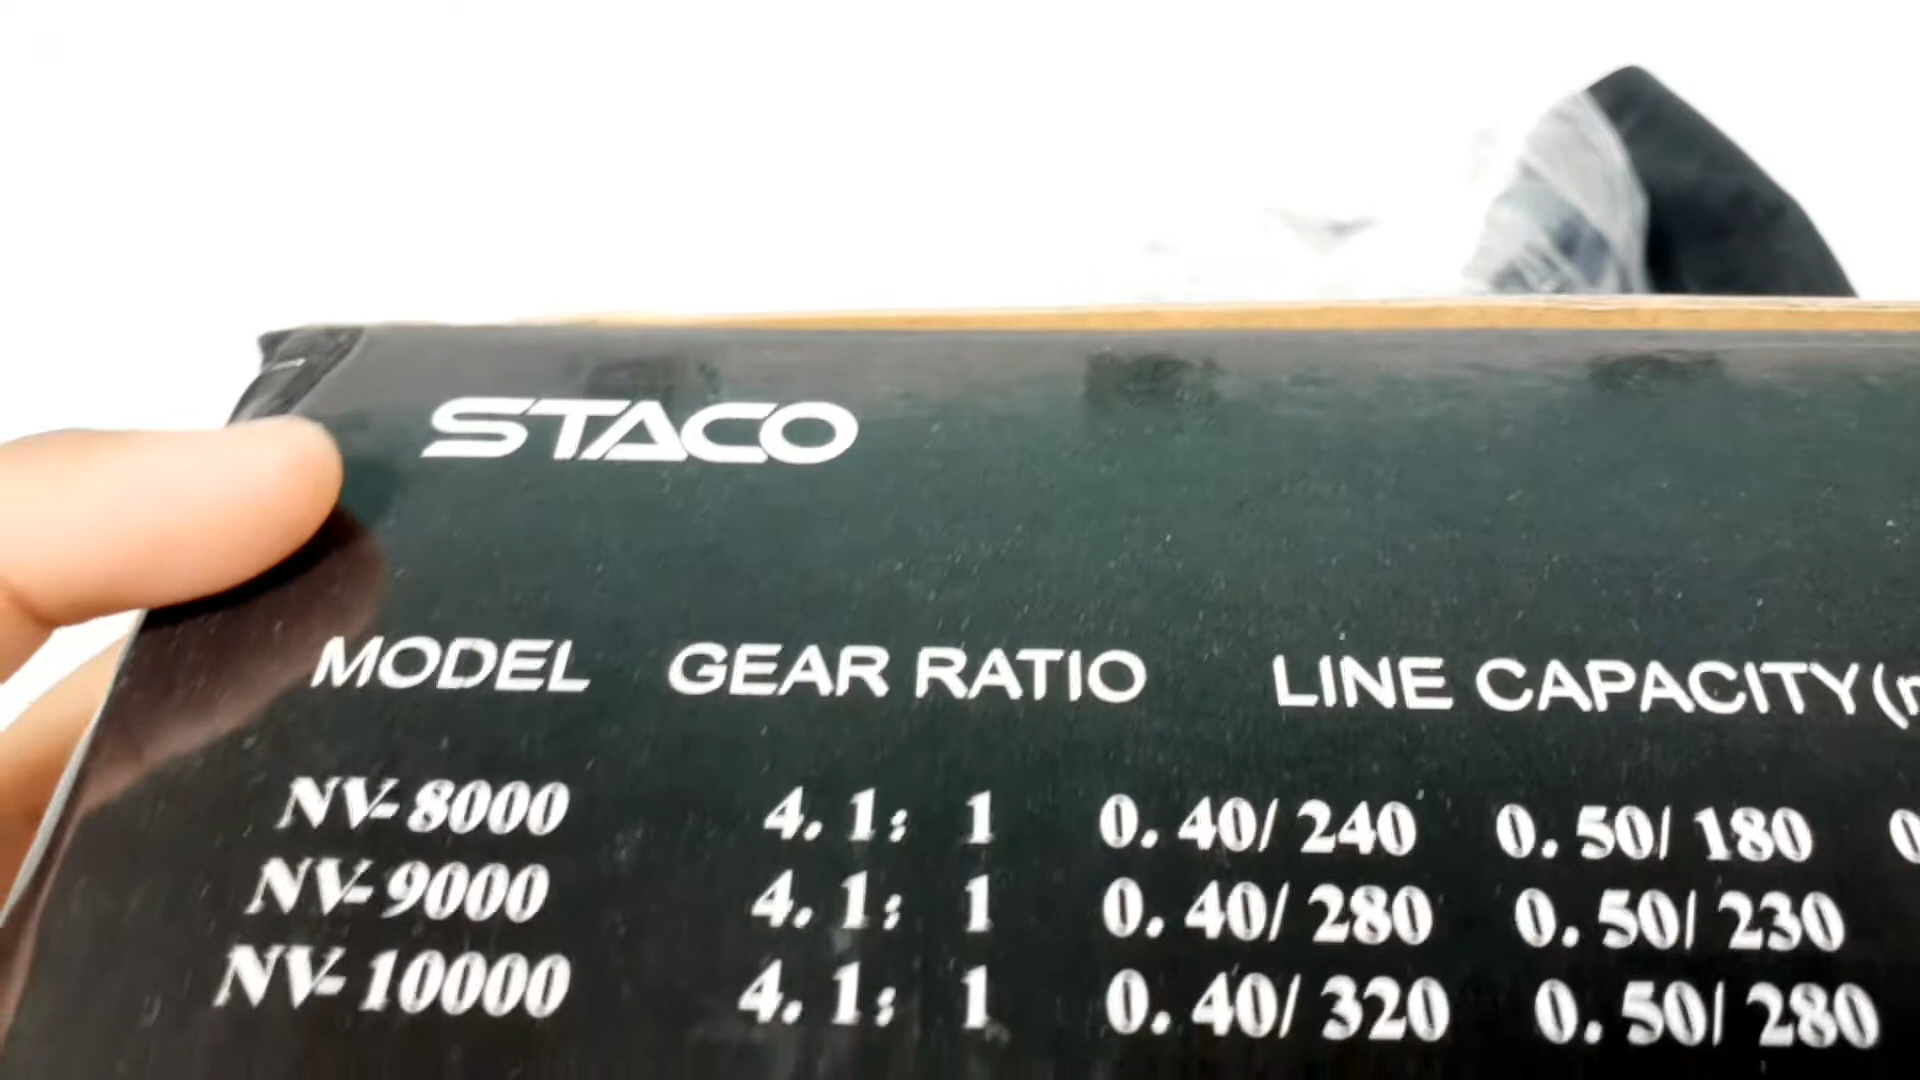 STACO
MODEL GEAR RATIO LINE CAPACITY
NV-8000 4.1: 1 0.40/240 0.50/180
NV-9000 4.1: 1 0.40/280 0.50/230
NV-10000 4.1: 1 0.40/320 0.50/280